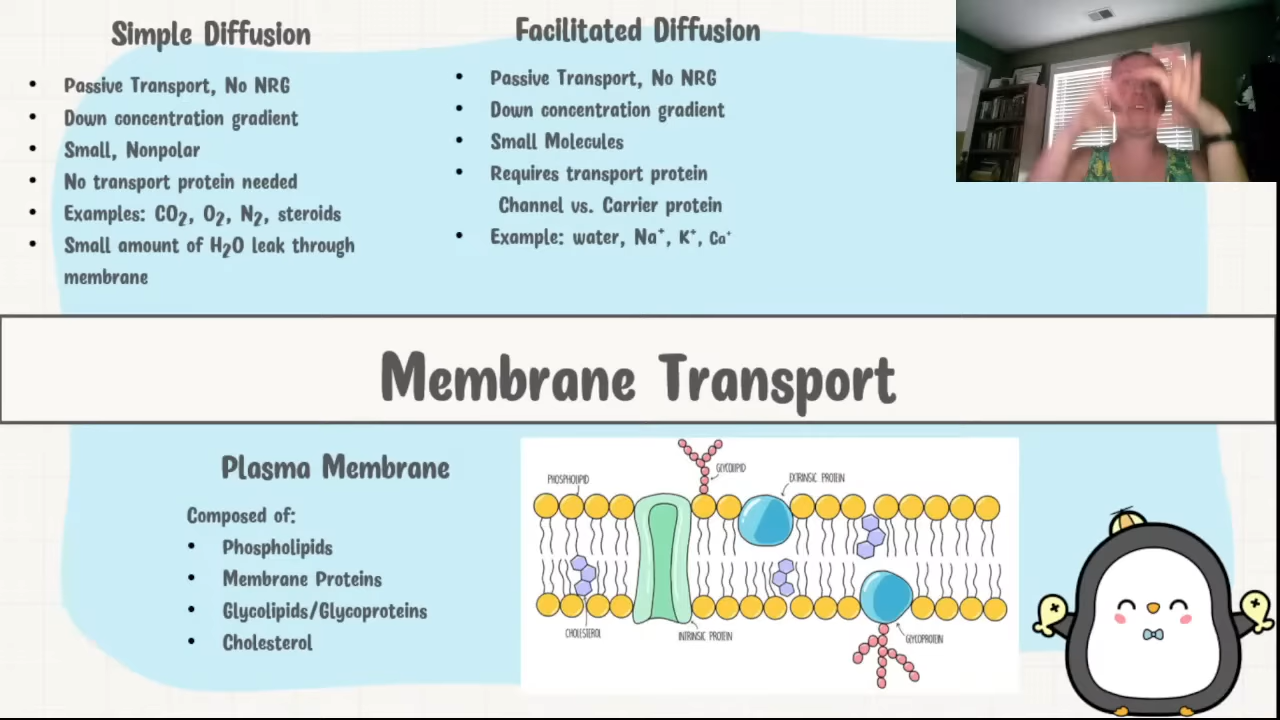 Simple Diffusion
• Passive Transport, No NRG
• Down concentration gradient
• Small, Nonpolar
• No transport protein needed
• Examples: CO₂, O₂, N₂, steroids
• Small amount of H₂O leak through
membrane
Facilitated Diffusion
• Passive Transport, No NRG
• Down concentration gradient
• Small Molecules
• Requires transport protein
Channel vs. Carrier protein
• Example: water, Na⁺, K⁺, Ca⁺
Membrane Transport
Plasma Membrane
Composed of:
• Phospholipids
• Membrane Proteins
• Glycolipids/Glycoproteins
• Cholesterol
PHOSPHOLIPID
GLYCOLIPID
EXTRINSIC PROTEIN
CHOLESTEROL
INTRINSIC PROTEIN
GLYCOPROTEIN